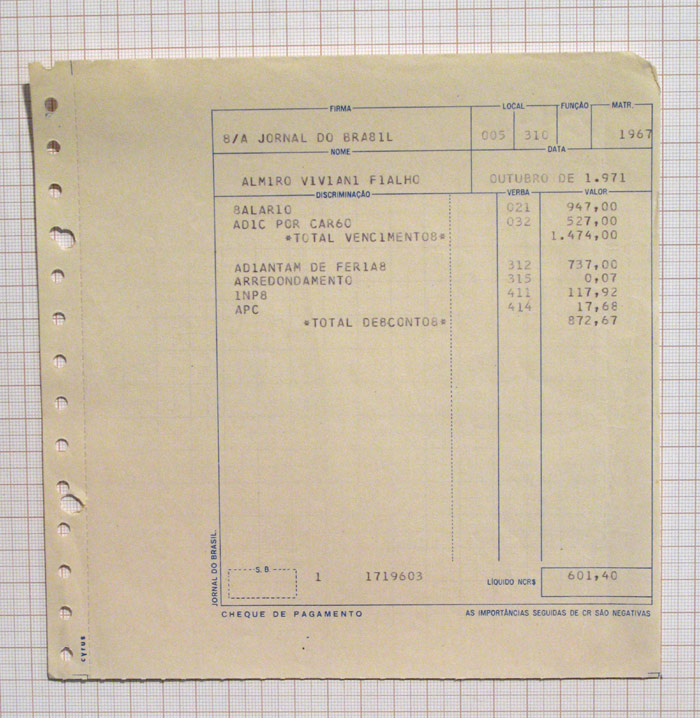 FIRMA LOCAL FUNÇÃO MATR.
S/A JORNAL DO BRASIL 005 310 1967
NOME DATA
ALMIRO VIVIANI FIALHO OUTUBRO DE 1.971
DISCRIMINAÇÃO VERBA VALOR
SALARIO 021 947,00
ADIC POR CARGO 032 527,00
*TOTAL VENCIMENTOS* 1.474,00
ADIANTAM DE FERIAS 312 737,00
ARREDONDAMENTO 315 0,07
INPS 411 117,92
APC 414 17,68
*TOTAL DESCONTOS* 872,67
JORNAL DO BRASIL
S. B.
1 1719603 LÍQUIDO NCR$ 601,40
CHEQUE DE PAGAMENTO AS IMPORTÂNCIAS SEGUIDAS DE CR SÃO NEGATIVAS
cyrus